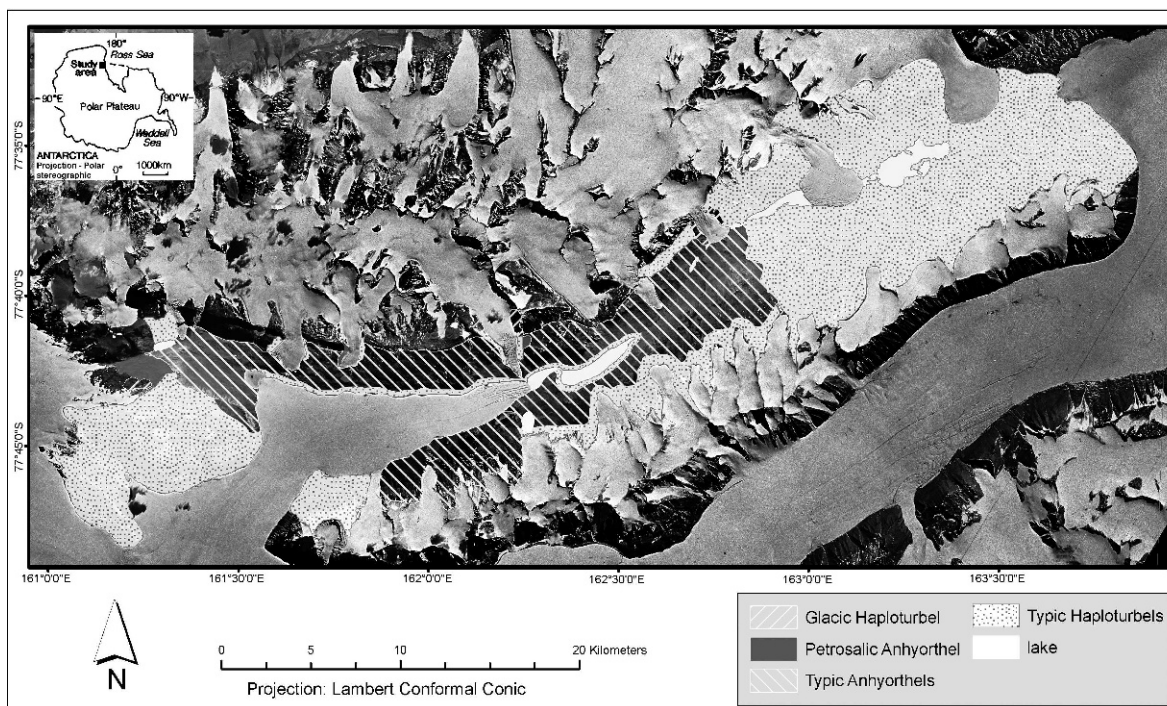 180°
Ross Sea
Study
area
90°E
90°W
Polar Plateau
Weddell
Sea
ANTARCTICA
Projection - Polar
stereographic
0°
1000km
77°35'0"S
77°40'0"S
77°45'0"S
161°0'0"E
161°30'0"E
162°0'0"E
162°30'0"E
163°0'0"E
163°30'0"E
N
0 5 10 20 Kilometers
Projection: Lambert Conformal Conic
Glacic Haploturbel
Petrosalic Anhyorthel
Typic Anhyorthels
Typic Haploturbels
lake